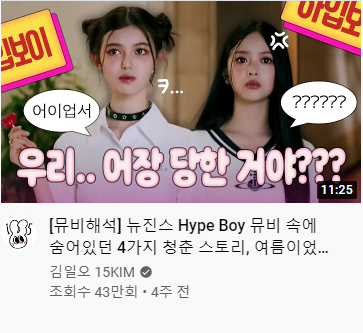 하입보이
하입보
어이업서
ㅋ...
??????
우리.. 어장 당한 거야???
11:25
[뮤비해석] 뉴진스 Hype Boy 뮤비 속에
숨어있던 4가지 청춘 스토리, 여름이었...
김일오 15KIM
조회수 43만회 • 4주 전